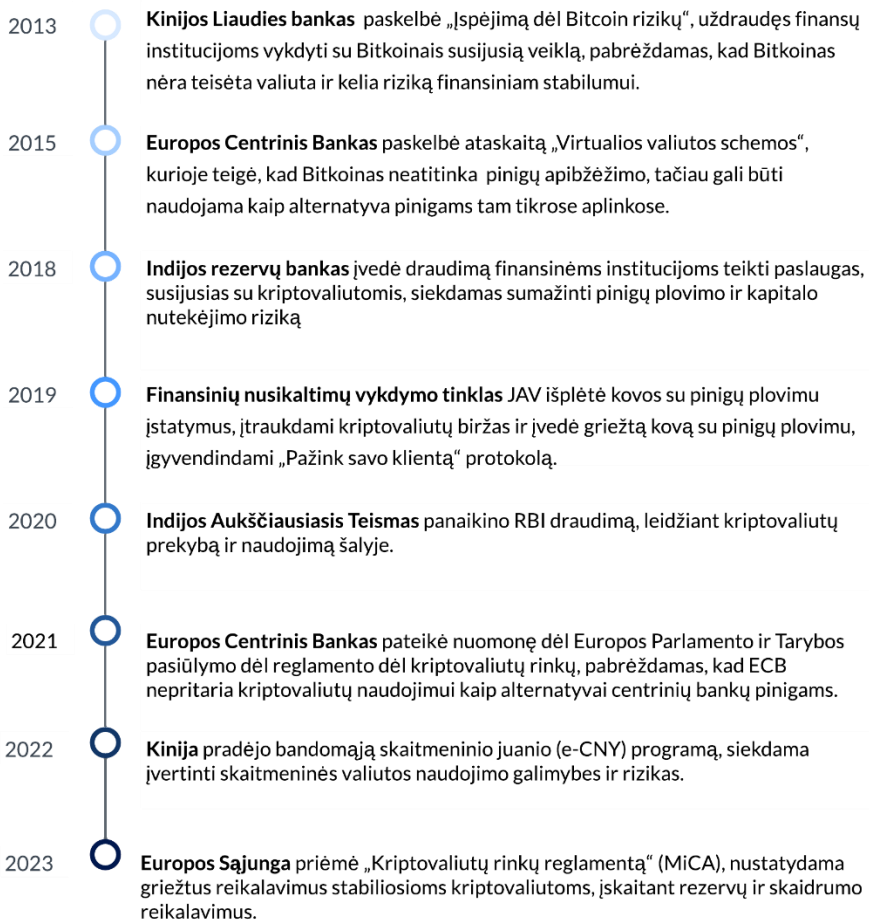 2013
Kinijos Liaudies bankas paskelbė „Įspėjimą dėl Bitcoin rizikų“, uždraudęs finansų
institucijoms vykdyti su Bitkoinais susijusią veiklą, pabrėždamas, kad Bitkoinas
nėra teisėta valiuta ir kelia riziką finansiniam stabilumui.
2015
Europos Centrinis Bankas paskelbė ataskaitą „Virtualios valiutos schemos“,
kurioje teigė, kad Bitkoinas neatitinka pinigų apibžėžimo, tačiau gali būti
naudojama kaip alternatyva pinigams tam tikrose aplinkose.
2018
Indijos rezervų bankas įvedė draudimą finansinėms institucijoms teikti paslaugas,
susijusias su kriptovaliutomis, siekdamas sumažinti pinigų plovimo ir kapitalo
nutekėjimo riziką
2019
Finansinių nusikaltimų vykdymo tinklas JAV išplėtė kovos su pinigų plovimu
įstatymus, įtraukdami kriptovaliutų biržas ir įvedė griežtą kovą su pinigų plovimu,
įgyvendindami „Pažink savo klientą“ protokolą.
2020
Indijos Aukščiausiasis Teismas panaikino RBI draudimą, leidžiant kriptovaliutų
prekybą ir naudojimą šalyje.
2021
Europos Centrinis Bankas pateikė nuomonę dėl Europos Parlamento ir Tarybos
pasiūlymo dėl reglamento dėl kriptovaliutų rinkų, pabrėždamas, kad ECB
nepritaria kriptovaliutų naudojimui kaip alternatyvai centrinių bankų pinigams.
2022
Kinija pradėjo bandomąją skaitmeninio juanio (e-CNY) programą, siekdama
įvertinti skaitmeninės valiutos naudojimo galimybes ir rizikas.
2023
Europos Sąjunga priėmė „Kriptovaliutų rinkų reglamentą“ (MiCA), nustatydama
griežtus reikalavimus stabiliosioms kriptovaliutoms, įskaitant rezervų ir skaidrumo
reikalavimus.